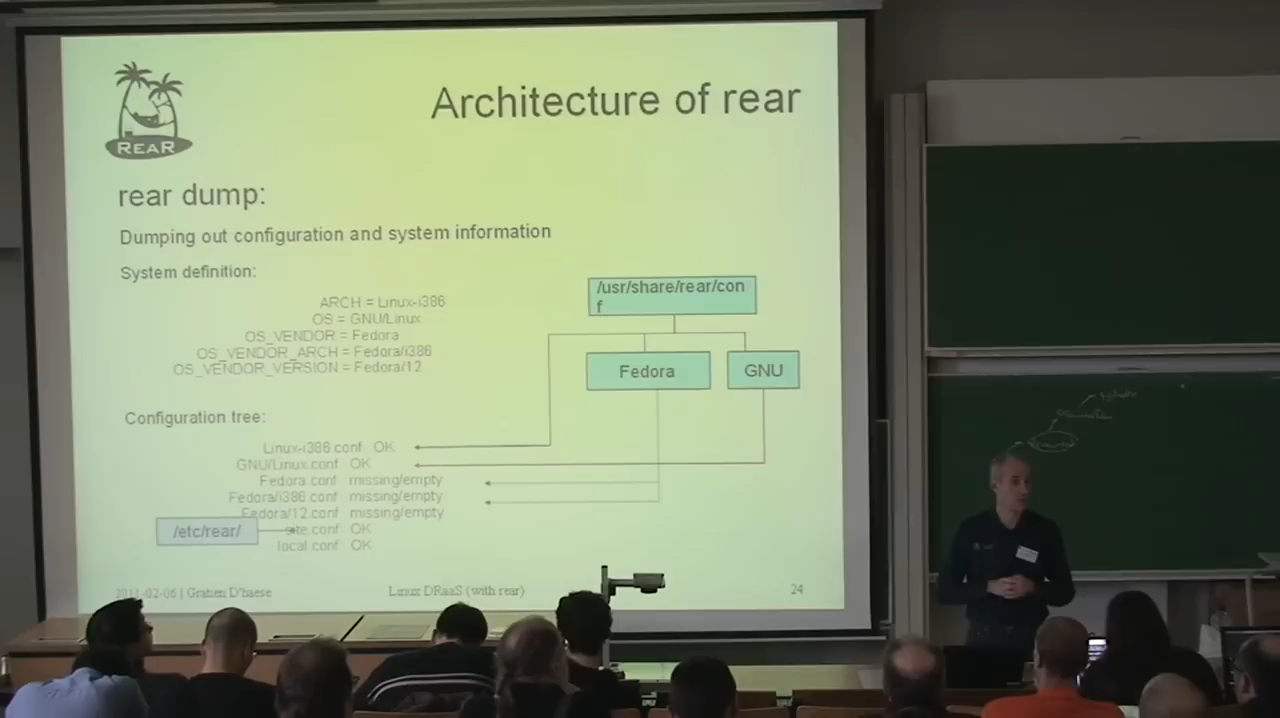 REAR
Architecture of rear
rear dump:
Dumping out configuration and system information
System definition:
ARCH = Linux-i386
OS = GNU/Linux
OS_VENDOR = Fedora
OS_VENDOR_ARCH = Fedora/i386
OS_VENDOR_VERSION = Fedora/12
/usr/share/rear/con
f
Fedora
GNU
Configuration tree:
Linux-i386.conf OK
GNU/Linux.conf OK
Fedora.conf missing/empty
Fedora/i386.conf missing/empty
Fedora/12.conf missing/empty
/etc/rear/
site.conf OK
local.conf OK
2011-02-06 | Gratien D'haese
Linux DRaaS (with rear)
24